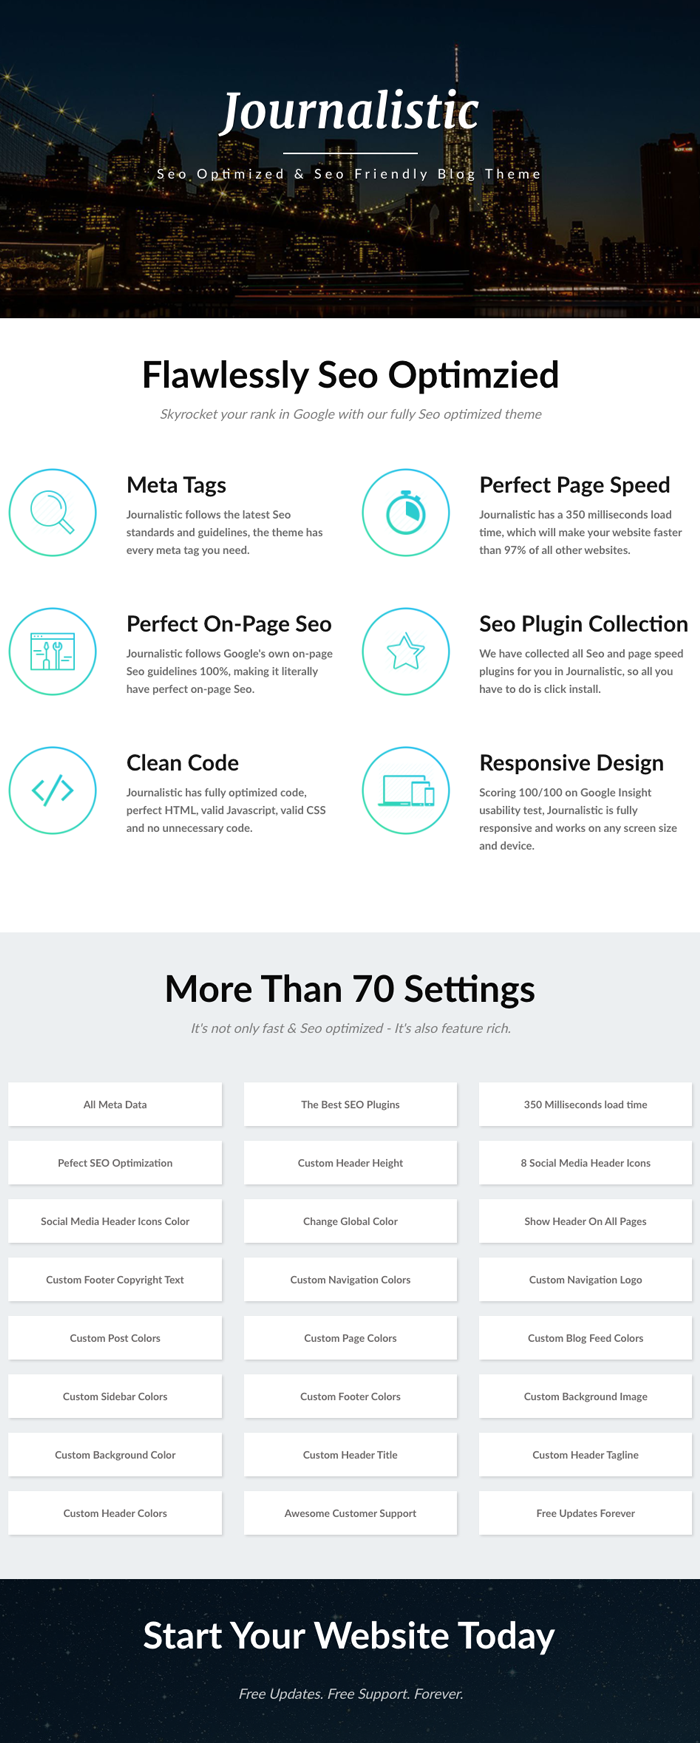 Journalistic
Seo Optimized & Seo Friendly Blog Theme
Flawlessly Seo Optimzied
Skyrocket your rank in Google with our fully Seo optimized theme
Meta Tags
Journalistic follows the latest Seo
standards and guidelines, the theme has
every meta tag you need.
Perfect Page Speed
Journalistic has a 350 milliseconds load
time, which will make your website faster
than 97% of all other websites.
Perfect On-Page Seo
Journalistic follows Google's own on-page
Seo guidelines 100%, making it literally
have perfect on-page Seo.
Seo Plugin Collection
We have collected all Seo and page speed
plugins for you in Journalistic, so all you
have to do is click install.
Clean Code
Journalistic has fully optimized code,
perfect HTML, valid Javascript, valid CSS
and no unnecessary code.
Responsive Design
Scoring 100/100 on Google Insight
usability test, Journalistic is fully
responsive and works on any screen size
and device.
More Than 70 Settings
It's not only fast & Seo optimized - It's also feature rich.
All Meta Data
The Best SEO Plugins
350 Milliseconds load time
Pefect SEO Optimization
Custom Header Height
8 Social Media Header Icons
Social Media Header Icons Color
Change Global Color
Show Header On All Pages
Custom Footer Copyright Text
Custom Navigation Colors
Custom Navigation Logo
Custom Post Colors
Custom Page Colors
Custom Blog Feed Colors
Custom Sidebar Colors
Custom Footer Colors
Custom Background Image
Custom Background Color
Custom Header Title
Custom Header Tagline
Custom Header Colors
Awesome Customer Support
Free Updates Forever
Start Your Website Today
Free Updates. Free Support. Forever.